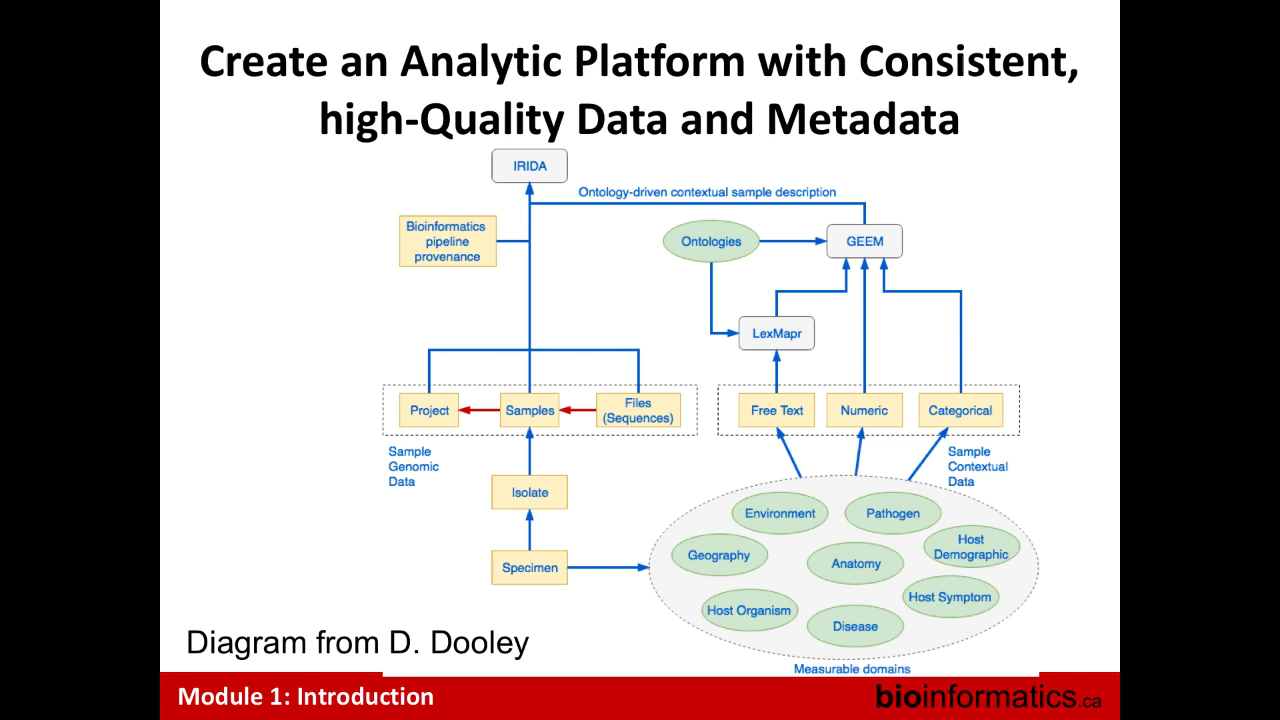 Create an Analytic Platform with Consistent,
high-Quality Data and Metadata
IRIDA
Ontology-driven contextual sample description
Bioinformatics
pipeline
provenance
Ontologies
GEEM
LexMapr
Project
Samples
Files
(Sequences)
Free Text
Numeric
Categorical
Sample
Genomic
Data
Sample
Contextual
Data
Isolate
Specimen
Environment
Pathogen
Geography
Anatomy
Host
Demographic
Host Organism
Host Symptom
Disease
Diagram from D. Dooley
Measurable domains
Module 1: Introduction
bioinformatics.ca